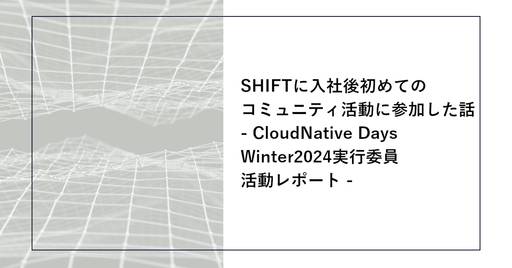 SHIFTに入社後初めての
コミュニティ活動に参加した話
- CloudNative Days
Winter2024実行委員
活動レポート -